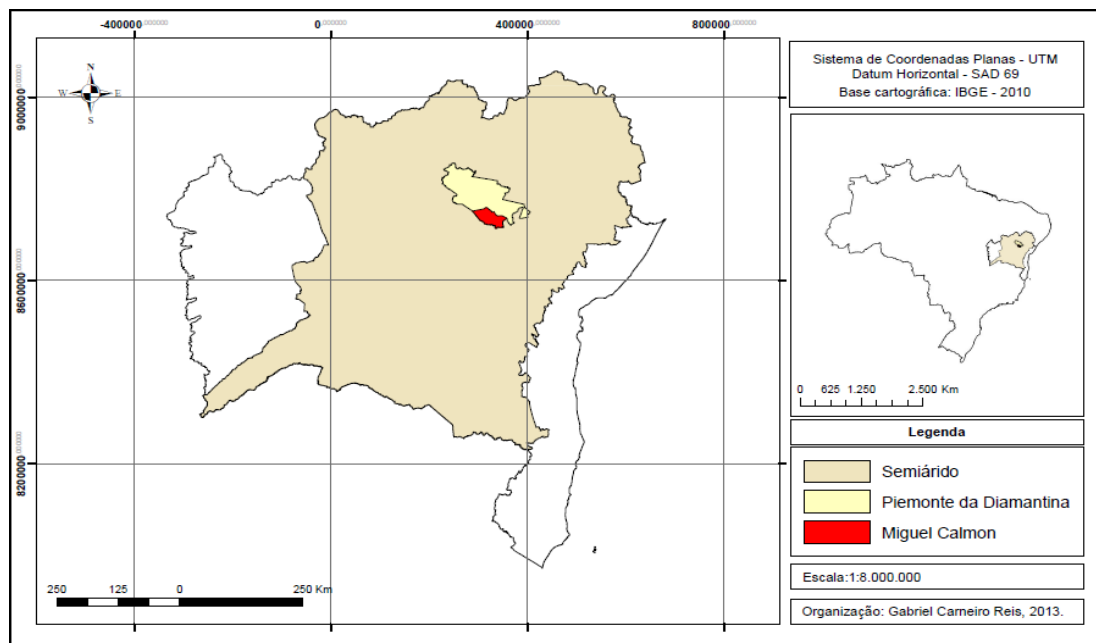 -400000,000000
0,000000
400000,000000
800000,000000
9000000,000000
8600000,000000
8200000,000000
N
W
E
S
250 125 0 250 Km
Sistema de Coordenadas Planas - UTM
Datum Horizontal - SAD 69
Base cartográfica: IBGE - 2010
0 625 1.250 2.500 Km
Legenda
Semiárido
Piemonte da Diamantina
Miguel Calmon
Escala:1:8.000.000
Organização: Gabriel Carneiro Reis, 2013.